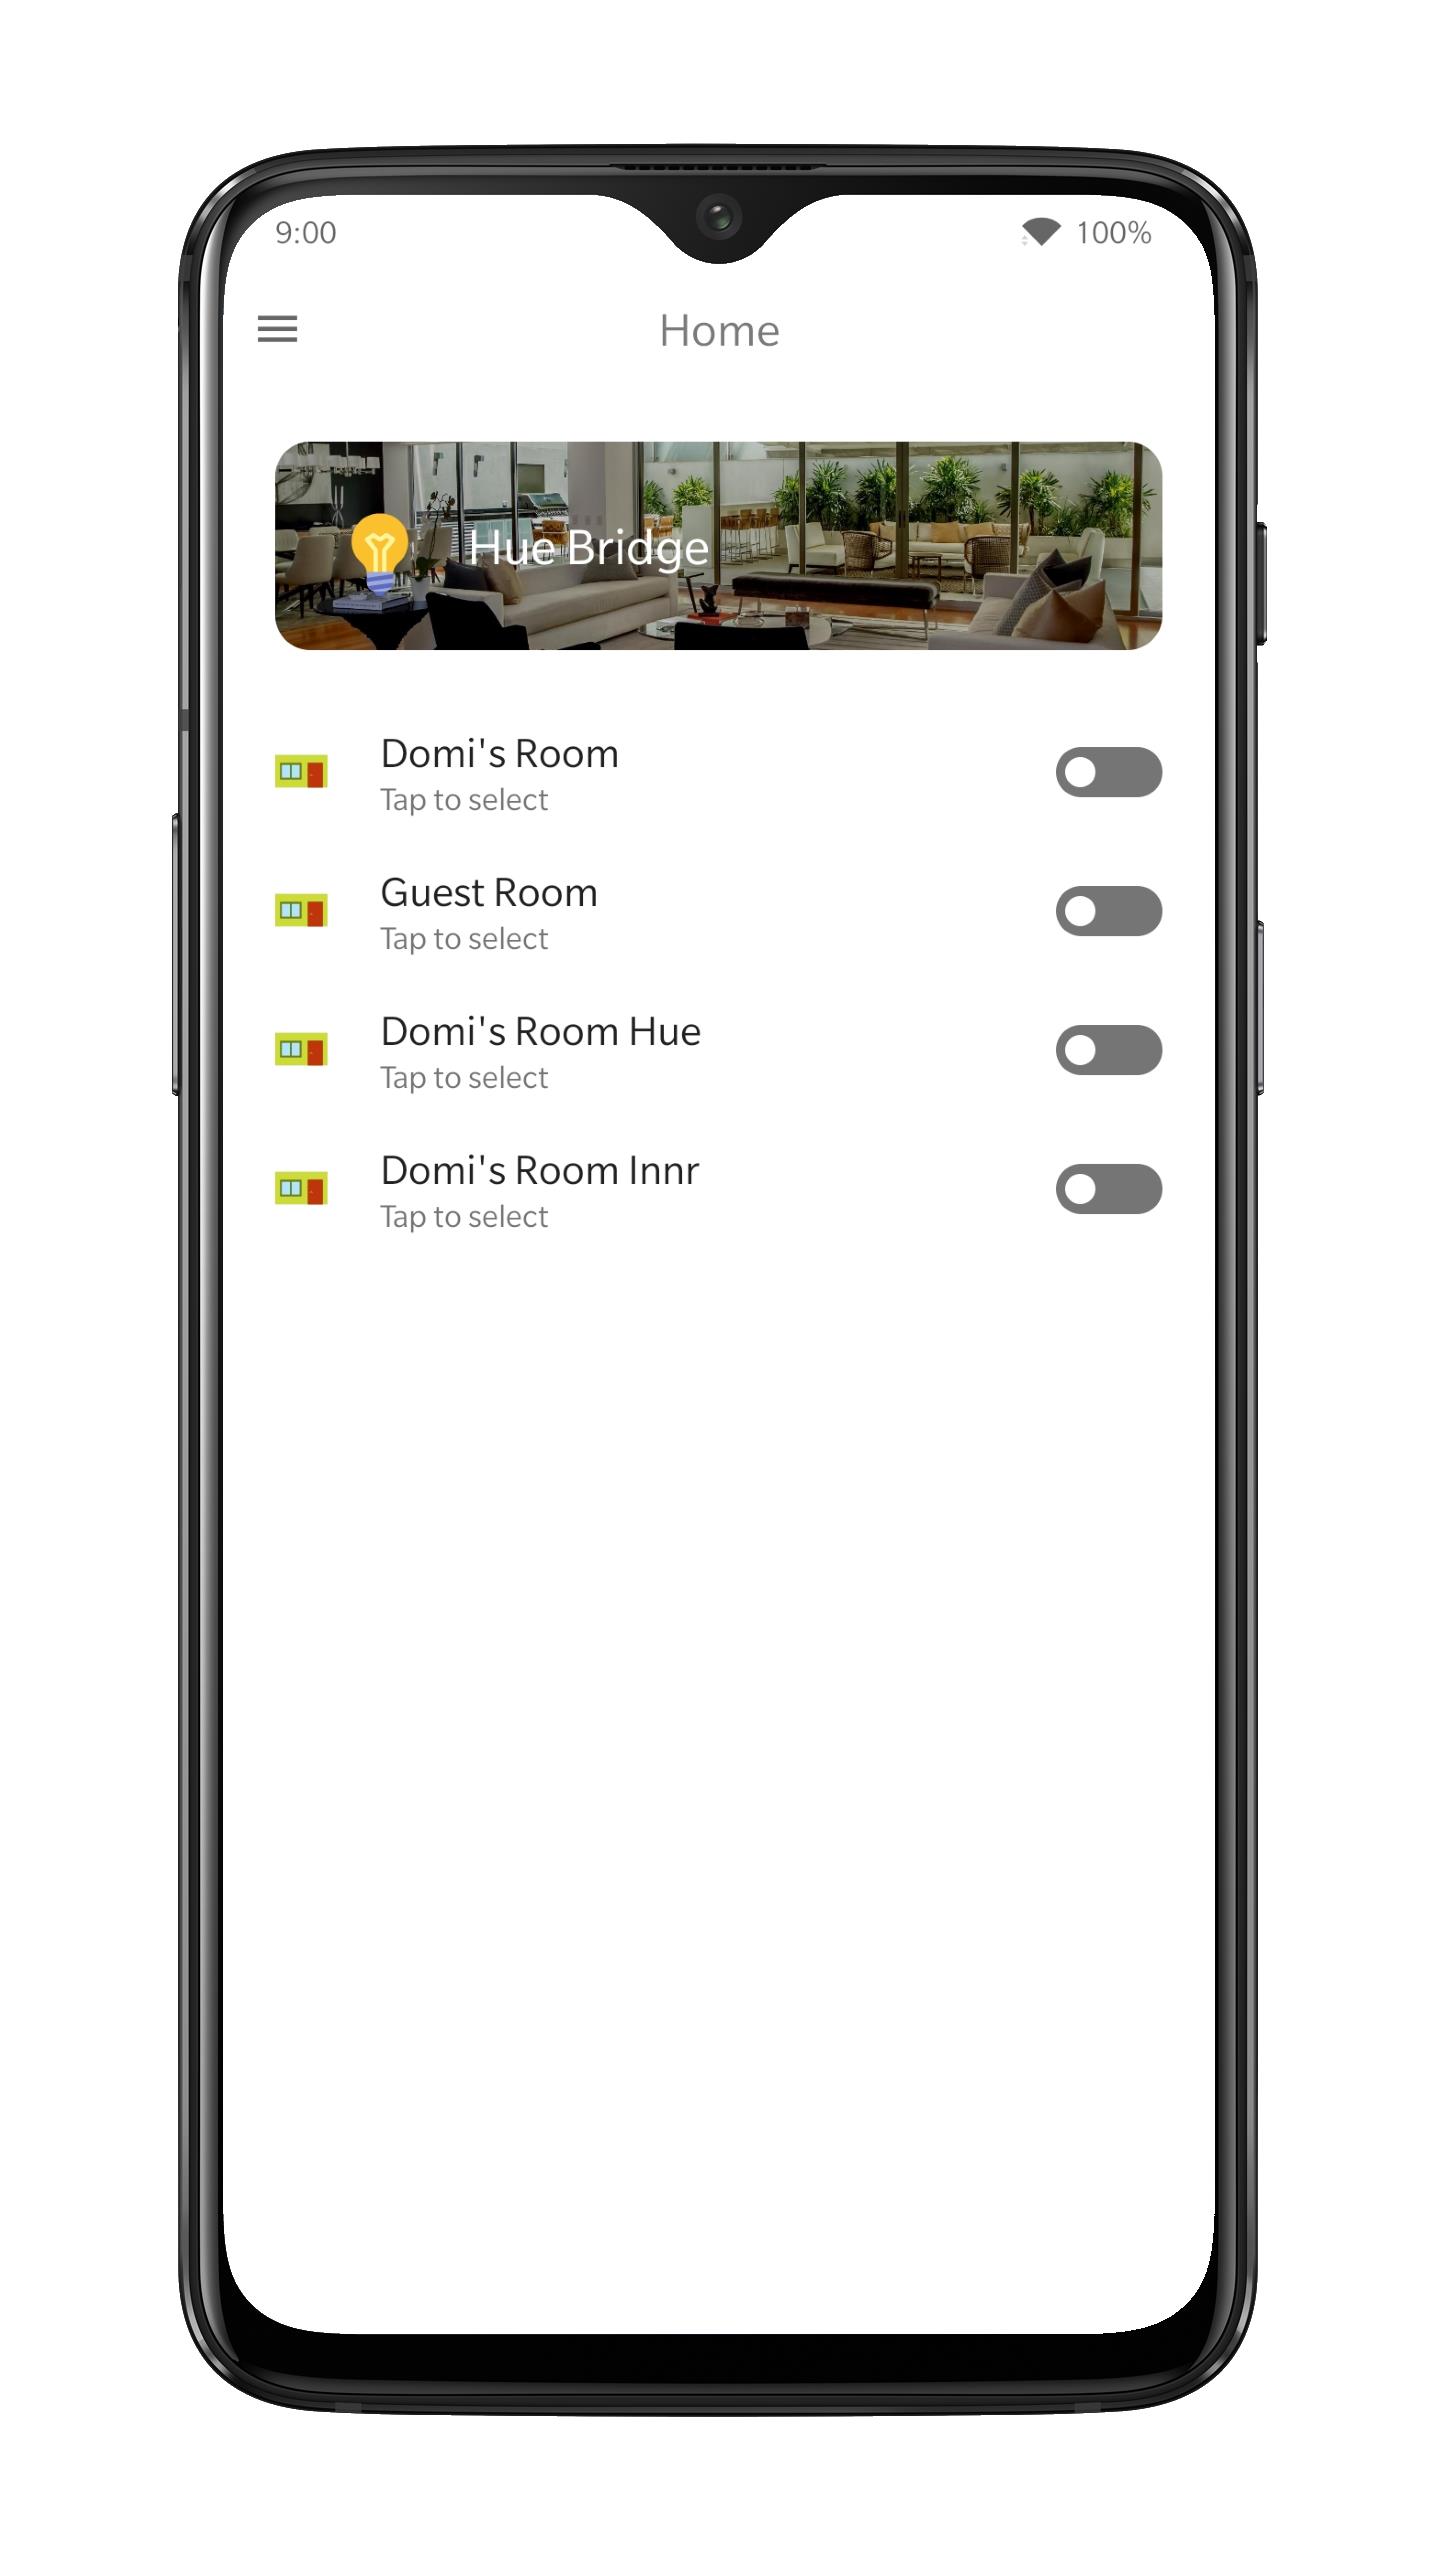 9:00
100%
Home
Hue Bridge
Domi's Room
Tap to select
Guest Room
Tap to select
Domi's Room Hue
Tap to select
Domi's Room Innr
Tap to select